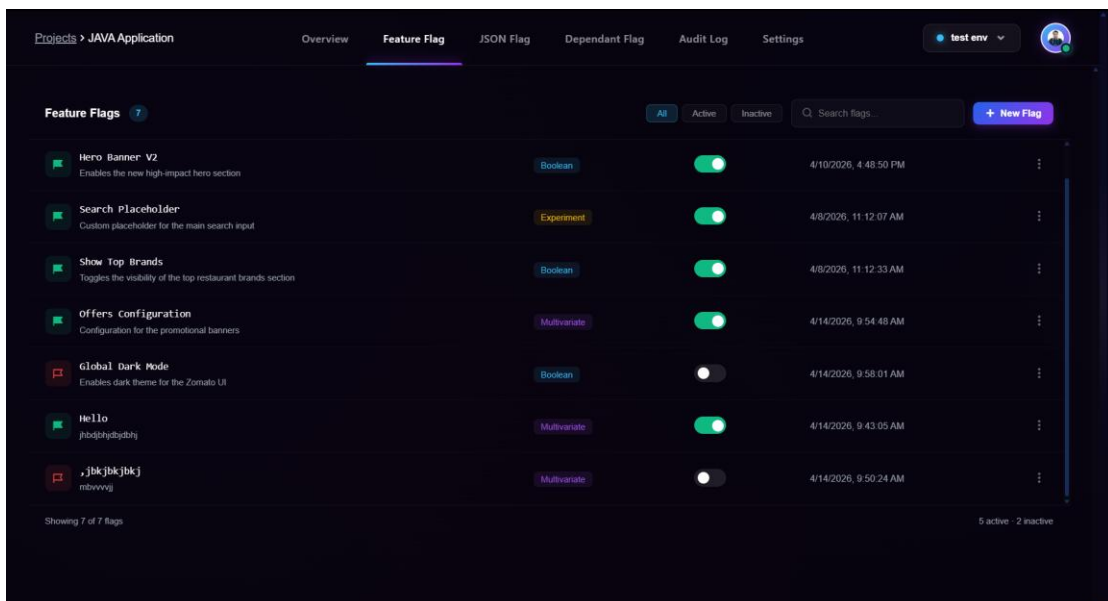 Projects > JAVA Application
Overview
Feature Flag
JSON Flag
Dependant Flag
Audit Log
Settings
test env
Feature Flags 7
All
Active
Inactive
Search flags...
+ New Flag
Hero Banner V2
Enables the new high-impact hero section
Boolean
4/10/2026, 4:48:50 PM
Search Placeholder
Custom placeholder for the main search input
Experiment
4/8/2026, 11:12:07 AM
Show Top Brands
Toggles the visibility of the top restaurant brands section
Boolean
4/8/2026, 11:12:33 AM
Offers Configuration
Configuration for the promotional banners
Multivariate
4/14/2026, 9:54:48 AM
Global Dark Mode
Enables dark theme for the Zomato UI
Boolean
4/14/2026, 9:58:01 AM
Hello
jhbdjbhjdbjdbhj
Multivariate
4/14/2026, 9:43:05 AM
,jbkjbkjbkj
mbvvvvjj
Multivariate
4/14/2026, 9:50:24 AM
Showing 7 of 7 flags
5 active · 2 inactive